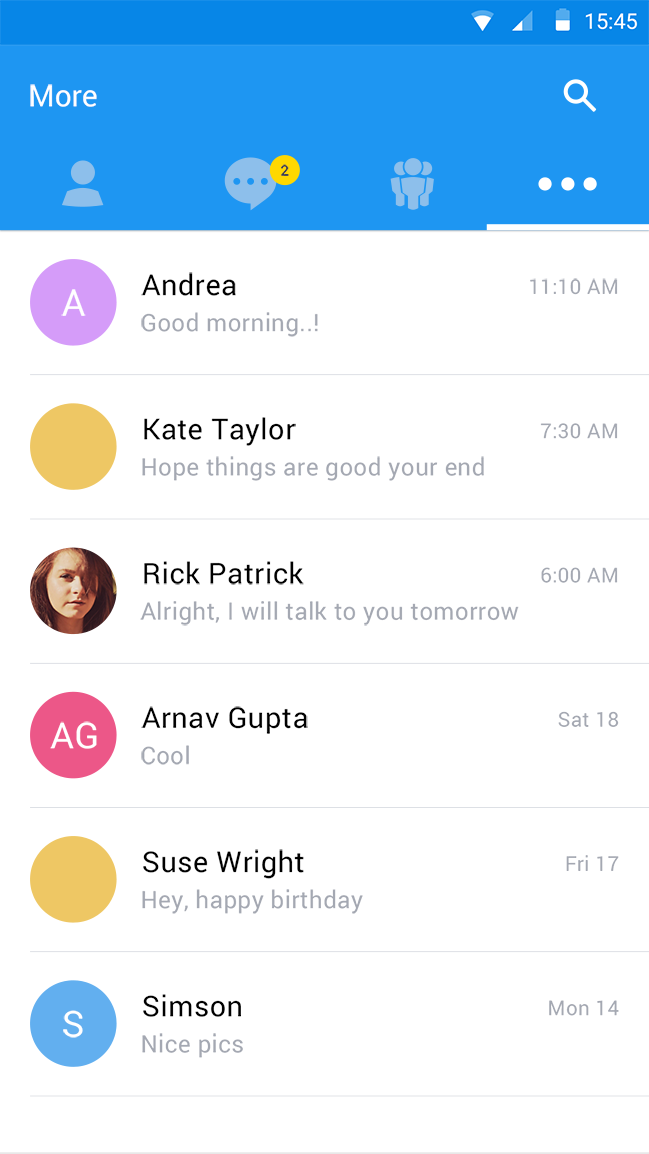 15:45
More
2
A
Andrea
11:10 AM
Good morning..!
Kate Taylor
7:30 AM
Hope things are good your end
Rick Patrick
6:00 AM
Alright, I will talk to you tomorrow
AG
Arnav Gupta
Sat 18
Cool
Suse Wright
Fri 17
Hey, happy birthday
S
Simson
Mon 14
Nice pics